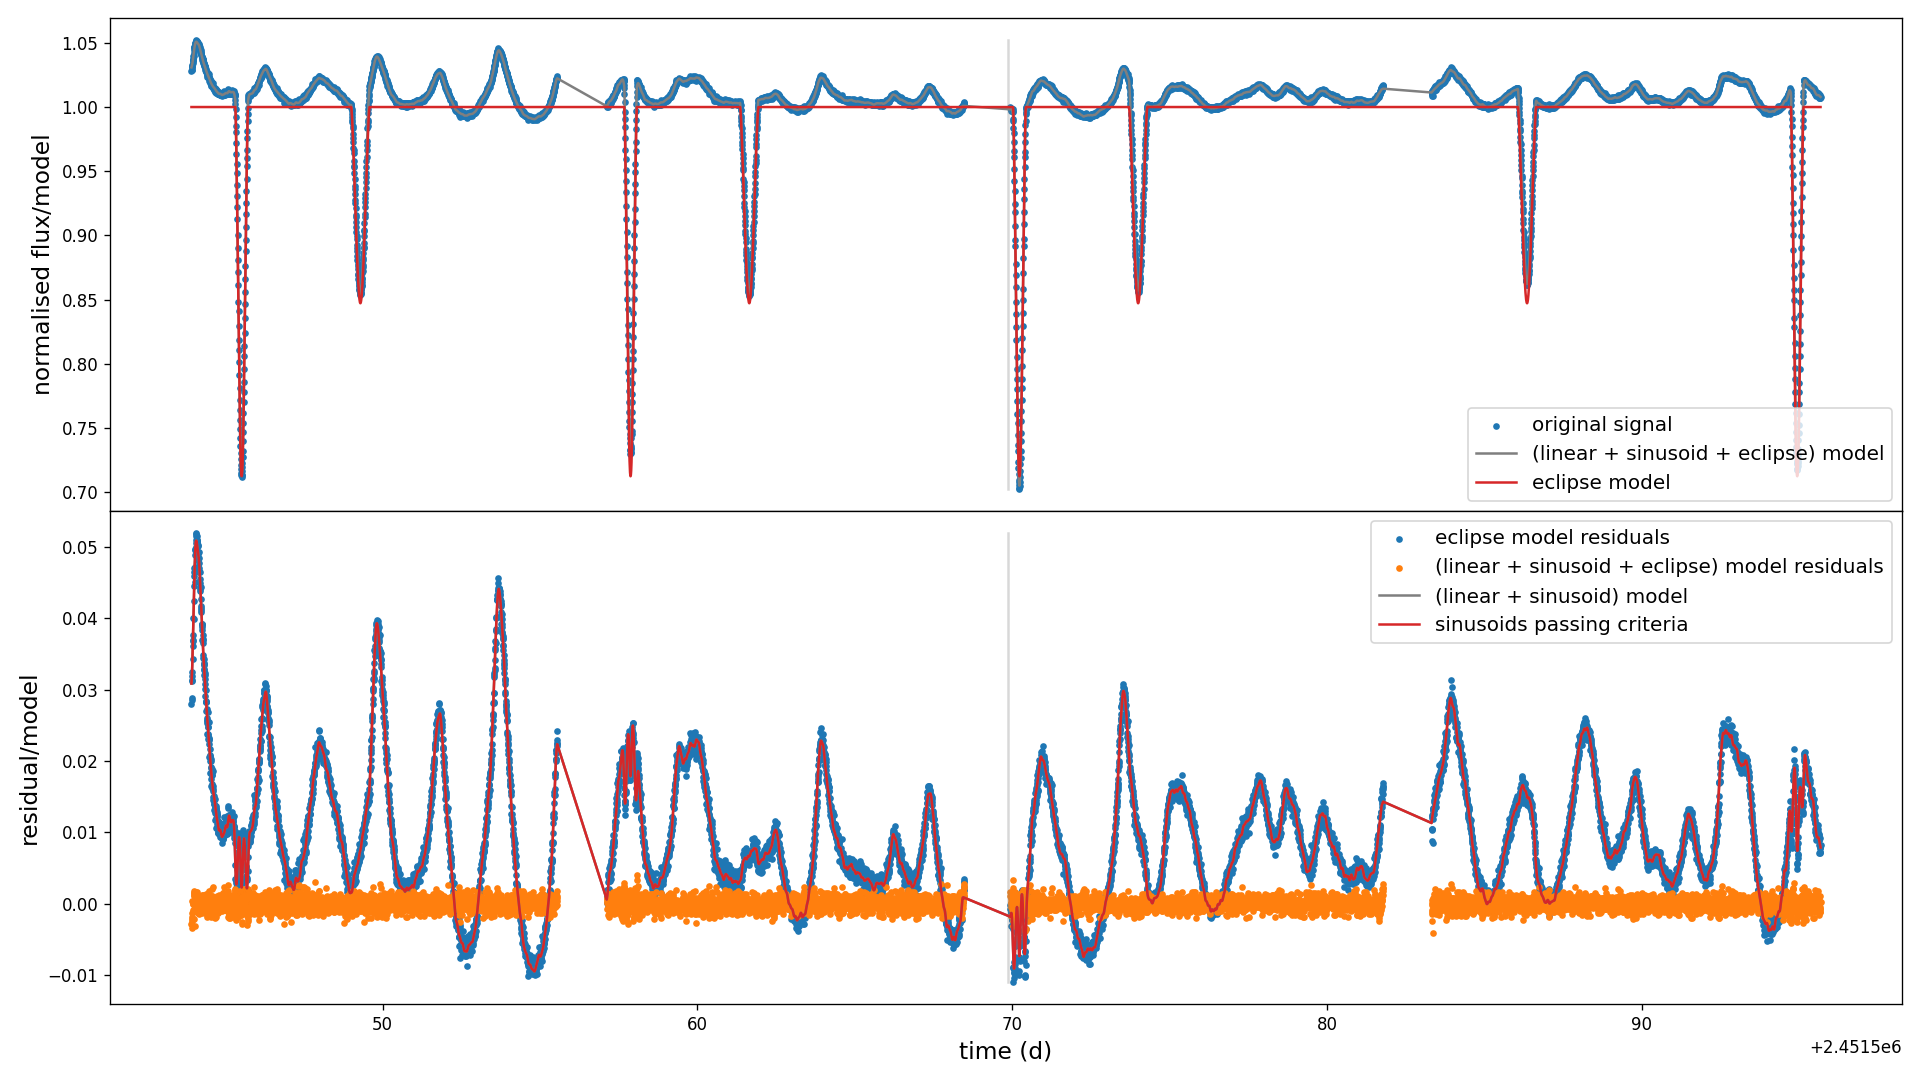 1.05
1.00
0.95
0.90
0.85
0.80
0.75
0.70
normalised flux/model
original signal
(linear + sinusoid + eclipse) model
eclipse model
0.05
0.04
0.03
0.02
0.01
0.00
−0.01
residual/model
eclipse model residuals
(linear + sinusoid + eclipse) model residuals
(linear + sinusoid) model
sinusoids passing criteria
50 60 70 80 90
time (d)
+2.4515e6